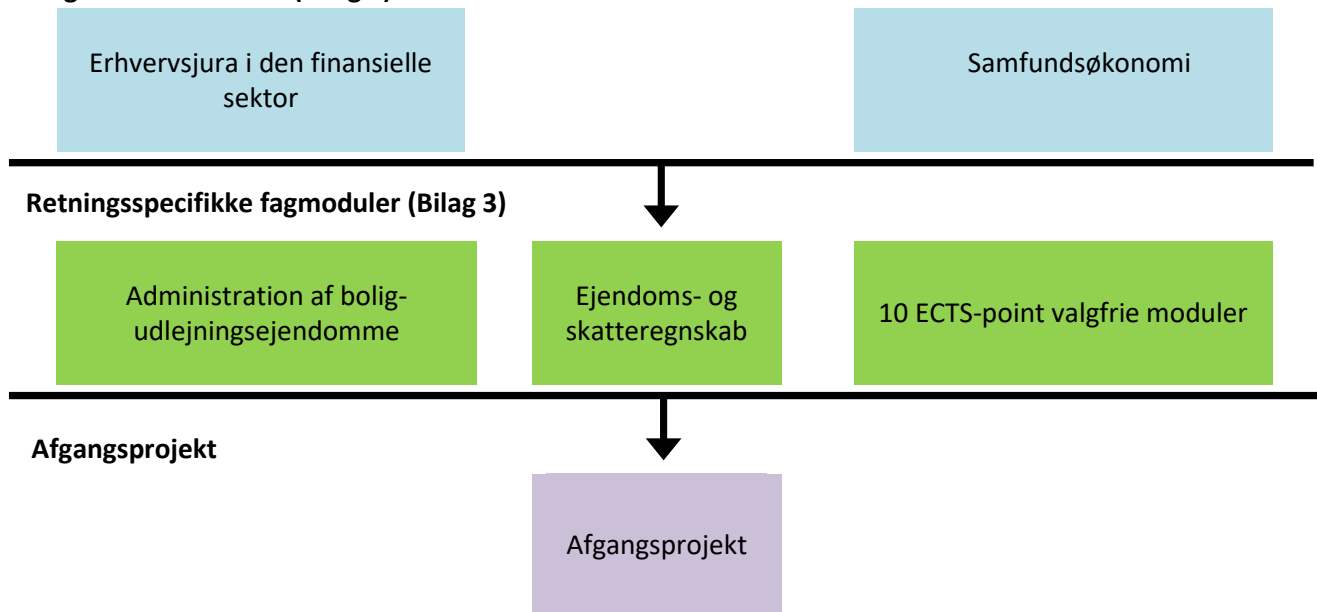 Erhvervsjura i den finansielle
sektor
Samfundsøkonomi
Retningsspecifikke fagmoduler (Bilag 3)
Administration af bolig-
udlejningsejendomme
Ejendoms- og
skatteregnskab
10 ECTS-point valgfrie moduler
Afgangsprojekt
Afgangsprojekt